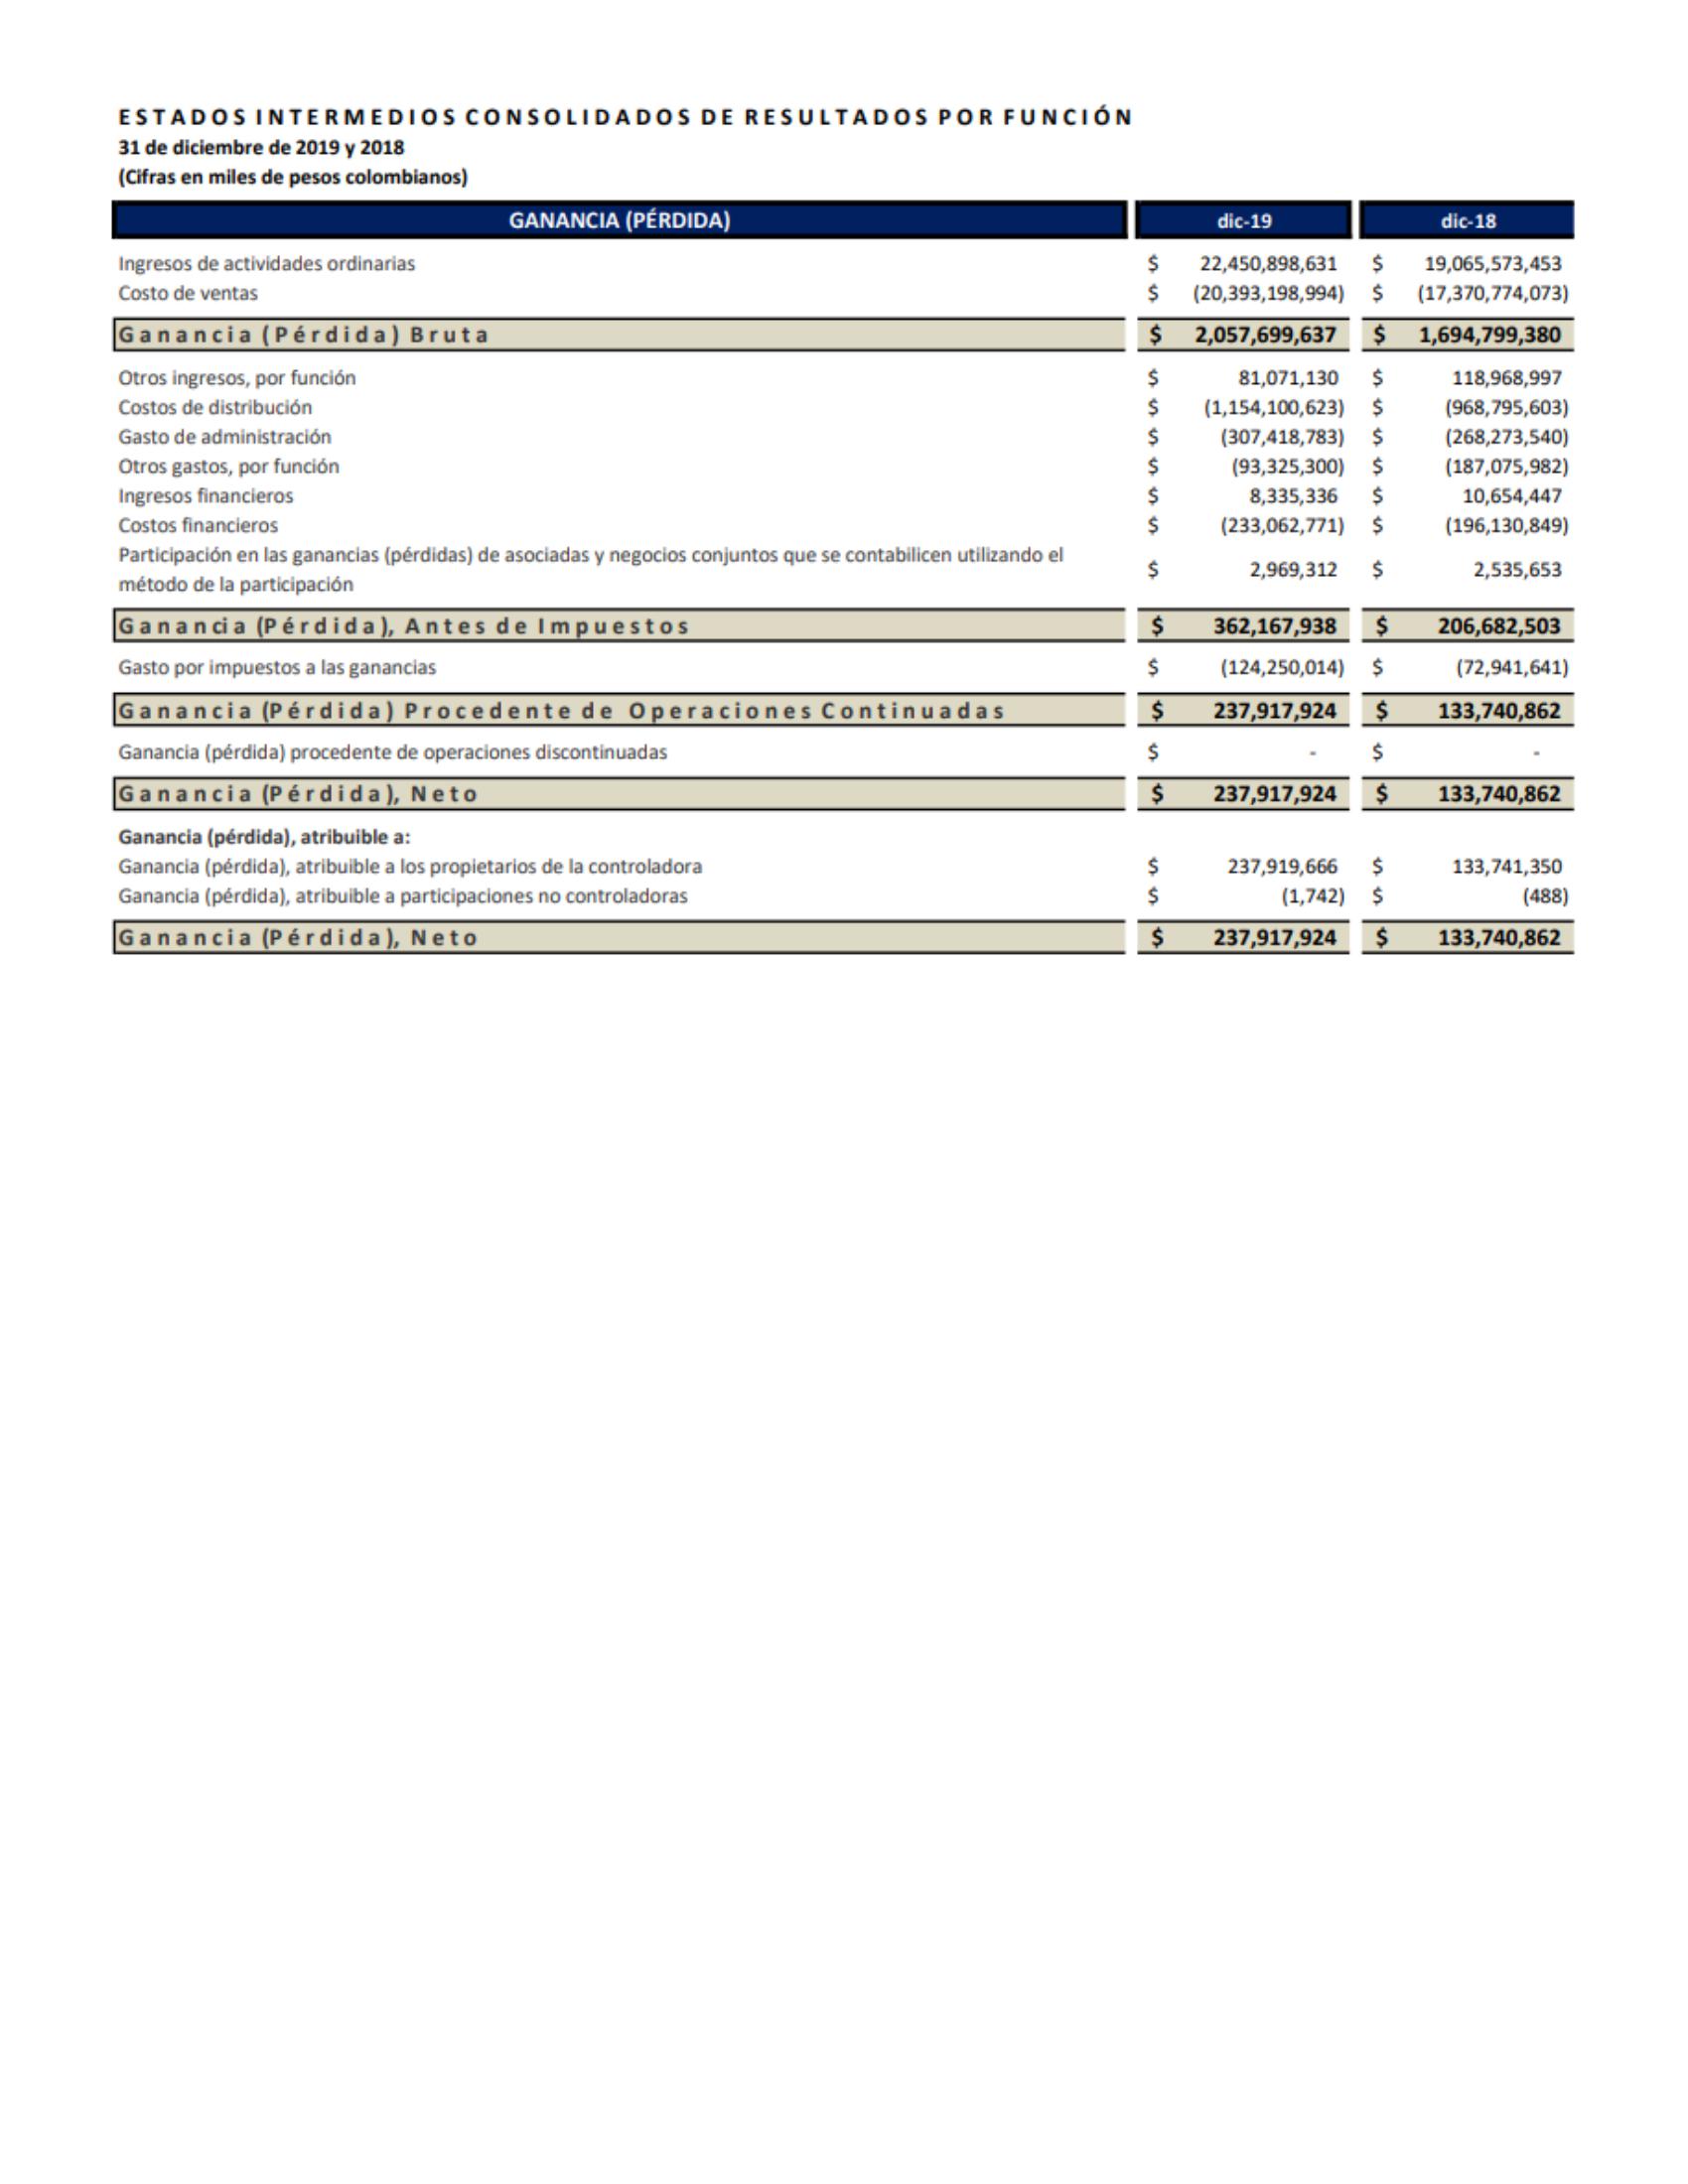 ESTADOS INTERMEDIOS CONSOLIDADOS DE RESULTADOS POR FUNCIÓN
31 de diciembre de 2019 y 2018
(Cifras en miles de pesos colombianos)
GANANCIA (PÉRDIDA) dic-19 dic-18
Ingresos de actividades ordinarias $ 22,450,898,631 $ 19,065,573,453
Costo de ventas $ (20,393,198,994) $ (17,370,774,073)
Ganancia (Pérdida) Bruta $ 2,057,699,637 $ 1,694,799,380
Otros ingresos, por función $ 81,071,130 $ 118,968,997
Costos de distribución $ (1,154,100,623) $ (968,795,603)
Gasto de administración $ (307,418,783) $ (268,273,540)
Otros gastos, por función $ (93,325,300) $ (187,075,982)
Ingresos financieros $ 8,335,336 $ 10,654,447
Costos financieros $ (233,062,771) $ (196,130,849)
Participación en las ganancias (pérdidas) de asociadas y negocios conjuntos que se contabilicen utilizando el
método de la participación $ 2,969,312 $ 2,535,653
Ganancia (Pérdida), Antes de Impuestos $ 362,167,938 $ 206,682,503
Gasto por impuestos a las ganancias $ (124,250,014) $ (72,941,641)
Ganancia (Pérdida) Procedente de Operaciones Continuadas $ 237,917,924 $ 133,740,862
Ganancia (pérdida) procedente de operaciones discontinuadas $ - $ -
Ganancia (Pérdida), Neto $ 237,917,924 $ 133,740,862
Ganancia (pérdida), atribuible a:
Ganancia (pérdida), atribuible a los propietarios de la controladora $ 237,919,666 $ 133,741,350
Ganancia (pérdida), atribuible a participaciones no controladoras $ (1,742) $ (488)
Ganancia (Pérdida), Neto $ 237,917,924 $ 133,740,862